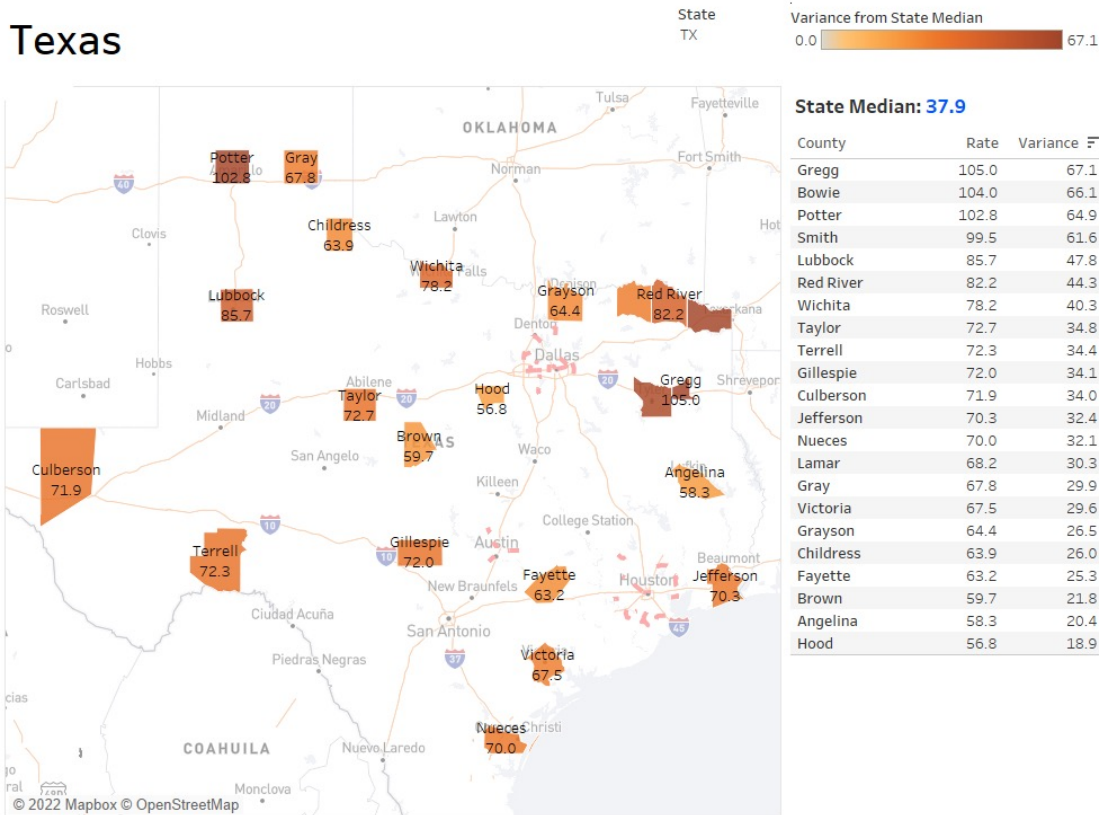 Texas
State
TX
Variance from State Median
0.0 67.1
State Median: 37.9
County Rate Variance
Gregg 105.0 67.1
Bowie 104.0 66.1
Potter 102.8 64.9
Smith 99.5 61.6
Lubbock 85.7 47.8
Red River 82.2 44.3
Wichita 78.2 40.3
Taylor 72.7 34.8
Terrell 72.3 34.4
Gillespie 72.0 34.1
Culberson 71.9 34.0
Jefferson 70.3 32.4
Nueces 70.0 32.1
Lamar 68.2 30.3
Gray 67.8 29.9
Victoria 67.5 29.6
Grayson 64.4 26.5
Childress 63.9 26.0
Fayette 63.2 25.3
Brown 59.7 21.8
Angelina 58.3 20.4
Hood 56.8 18.9
Tulsa
Fayetteville
OKLAHOMA
Fort Smith
Norman
Potter
102.8
Gray
67.8
40
Clovis
Childress
63.9
Lawton
Hot
Wichita Falls
78.2
Lubbock
85.7
Grayson
64.4
Red River
82.2
Roswell
Denton
Dallas
o
Hobbs
Carlsbad
Abilene
Taylor
72.7
20
20
20
Hood
56.8
Gregg
105.0
Shrevepor
Midland
Brown
59.7
San Angelo
Waco
Culberson
71.9
Killeen
Angelina
58.3
10
College Station
Terrell
72.3
Gillespie
72.0
10
Austin
Beaumont
Jefferson
70.3
Fayette
63.2
Houston
New Braunfels
Ciudad Acuña
San Antonio
45
Piedras Negras
37
Victoria
67.5
cias
Nueces
70.0
Christi
COAHUILA
Nuevo Laredo
go
ral
Monclova
© 2022 Mapbox © OpenStreetMap